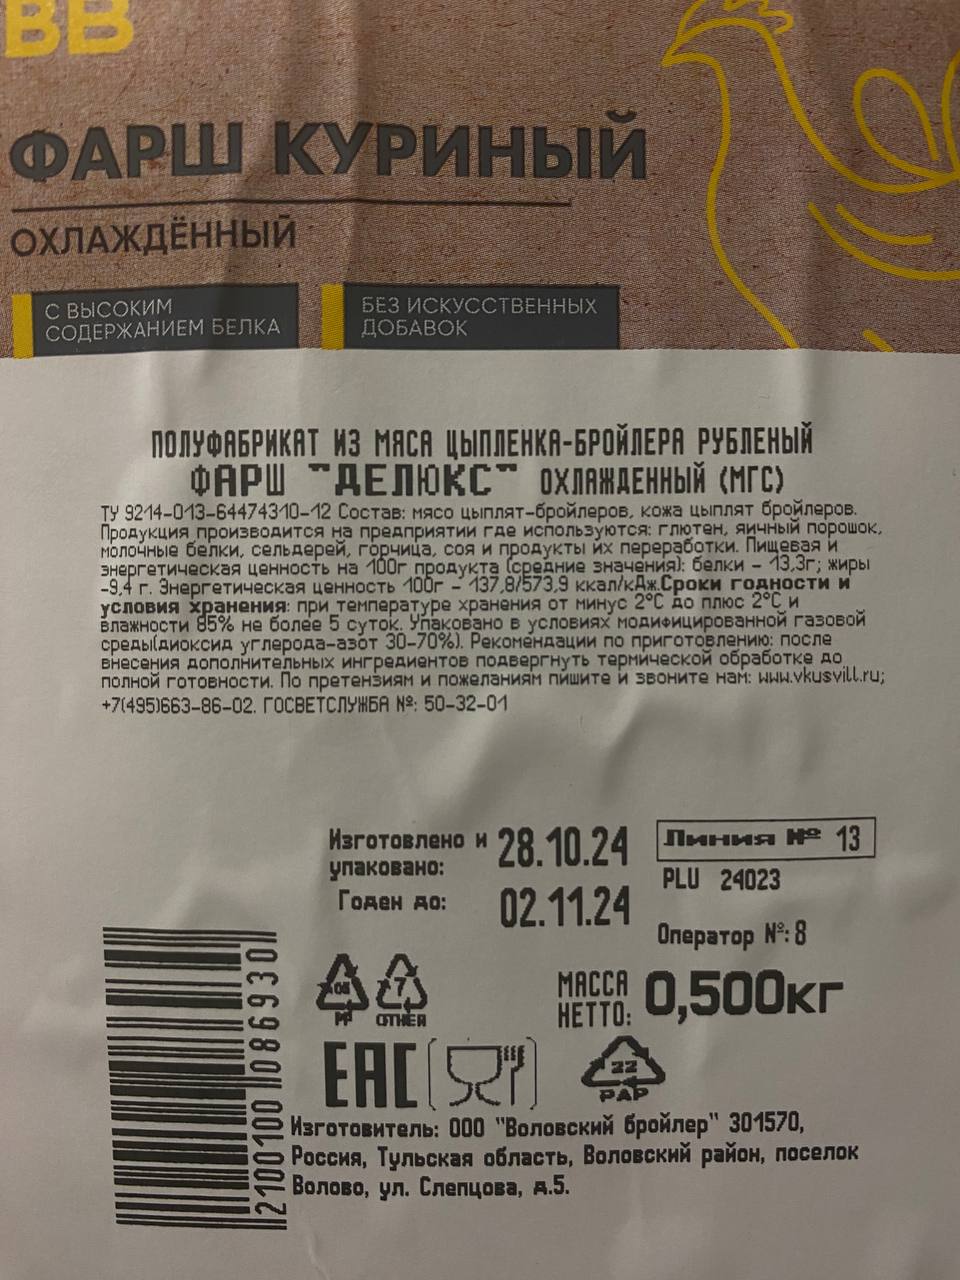 ВВ
ФАРШ КУРИНЫЙ
ОХЛАЖДЁННЫЙ
С ВЫСОКИМ
СОДЕРЖАНИЕМ БЕЛКА
БЕЗ ИСКУССТВЕННЫХ
ДОБАВОК
ПОЛУФАБРИКАТ ИЗ МЯСА ЦЫПЛЕНКА-БРОЙЛЕРА РУБЛЕНЫЙ
ФАРШ "ДЕЛЮКС" ОХЛАЖДЕННЫЙ (МГС)
ТУ 9214-013-64474310-12 Состав: мясо цыплят-бройлеров, кожа цыплят бройлеров.
Продукция производится на предприятии где используются: глютен, яичный порошок,
молочные белки, сельдерей, горчица, соя и продукты их переработки. Пищевая и
энергетическая ценность на 100г продукта (средние значения): белки - 13,3г; жиры
-9,4 г. Энергетическая ценность 100г - 137,8/573,9 ккал/кДж.Сроки годности и
условия хранения: при температуре хранения от минус 2°С до плюс 2°С и
влажности 85% не более 5 суток. Упаковано в условиях модифицированной газовой
среды(диоксид углерода-азот 30-70%). Рекомендации по приготовлению: после
внесения дополнительных ингредиентов подвергнуть термической обработке до
полной готовности. По претензиям и пожеланиям пишите и звоните нам: www.vkusvill.ru;
+7(495)663-86-02. ГОСВЕТСЛУЖБА №: 50-32-01
Изготовлено и
упаковано:
28.10.24
Линия № 13
Годен до:
02.11.24
PLU 24023
Оператор №: 8
МАССА
НЕТТО:
0,500кг
05
PP
7
OTHER
EAC
22
PAP
2100100086930
Изготовитель: ООО "Воловский бройлер" 301570,
Россия, Тульская область, Воловский район, поселок
Волово, ул. Слепцова, д.5.